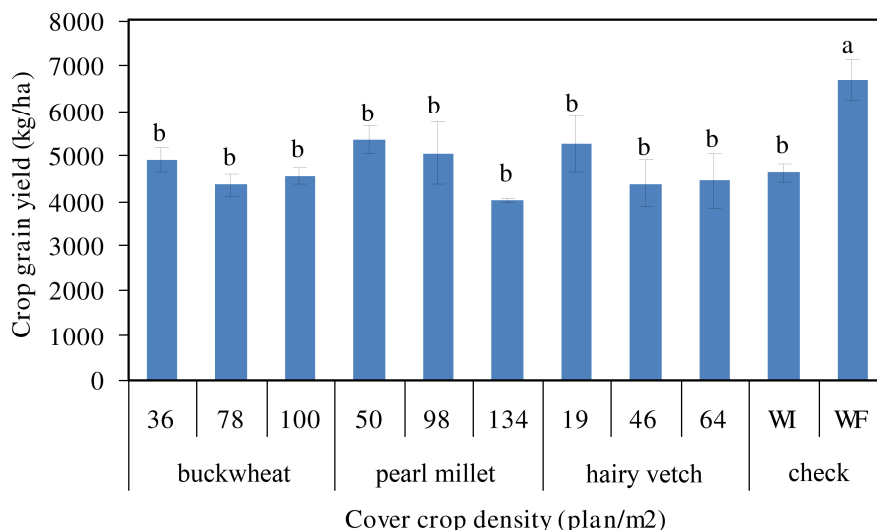 Crop grain yield (kg/ha)
8000
7000
6000
5000
4000
3000
2000
1000
0
b
b
b
b
b
b
b
b
b
b
a
36 78 100 50 98 134 19 46 64 WI WF
buckwheat pearl millet hairy vetch check
Cover crop density (plan/m2)